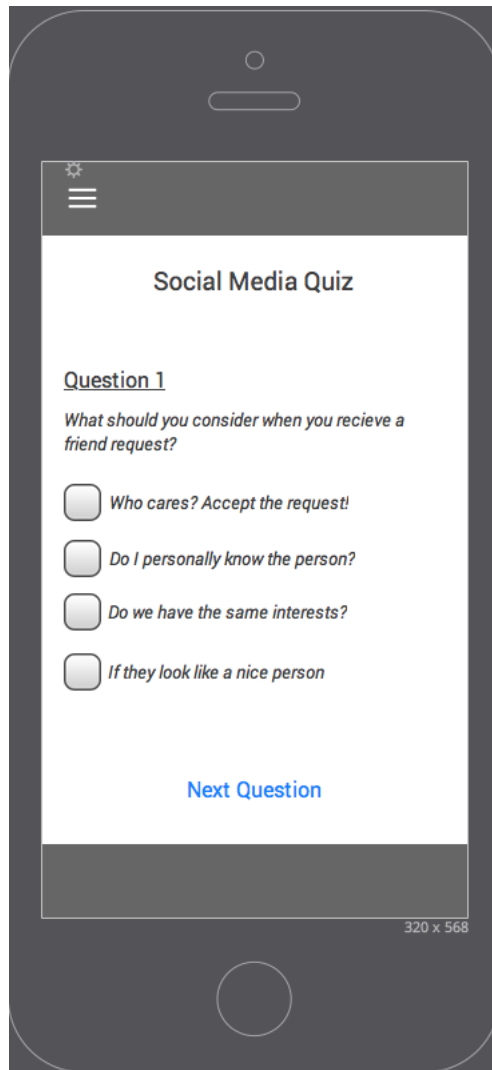 Social Media Quiz
Question 1
What should you consider when you recieve a
friend request?
Who cares? Accept the request!
Do I personally know the person?
Do we have the same interests?
If they look like a nice person
Next Question
320 x 568